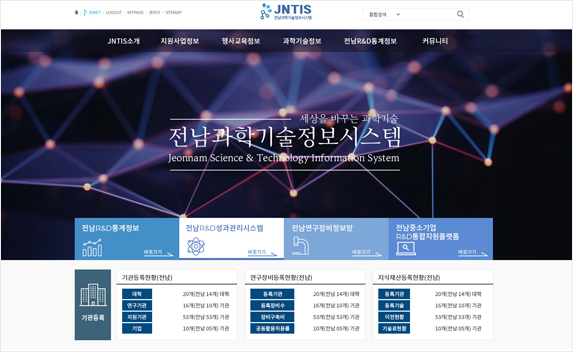 JOINET LOGOUT MYPAGE 관리자 SITEMAP
JNTIS
전남과학기술정보시스템
통합검색
JNTIS소개 지원사업정보 행사교육정보 과학기술정보 전남R&D통계정보 커뮤니티
세상을 바꾸는 과학기술
전남과학기술정보시스템
Jeonnam Science & Technology Information System
전남R&D통계정보
바로가기
전남R&D성과관리시스템
바로가기
전남연구장비정보망
바로가기
전남중소기업
R&D통합지원플랫폼
바로가기
기관등록
기관등록현황(전남)
대학 20개(전남 14개) 대학
연구기관 16개(전남 10개) 기관
지원기관 53개(전남 53개) 기관
기업 10개(전남 05개) 기관
연구장비등록현황(전남)
등록기관 20개(전남 14개) 대학
등록장비수 16개(전남 10개) 기관
장비구축비 53개(전남 53개) 기관
공동활용허용률 10개(전남 05개) 기관
지식재산등록현황(전남)
등록기관 20개(전남 14개) 대학
등록기술 16개(전남 10개) 기관
이전현황 53개(전남 53개) 기관
기술료현황 10개(전남 05개) 기관